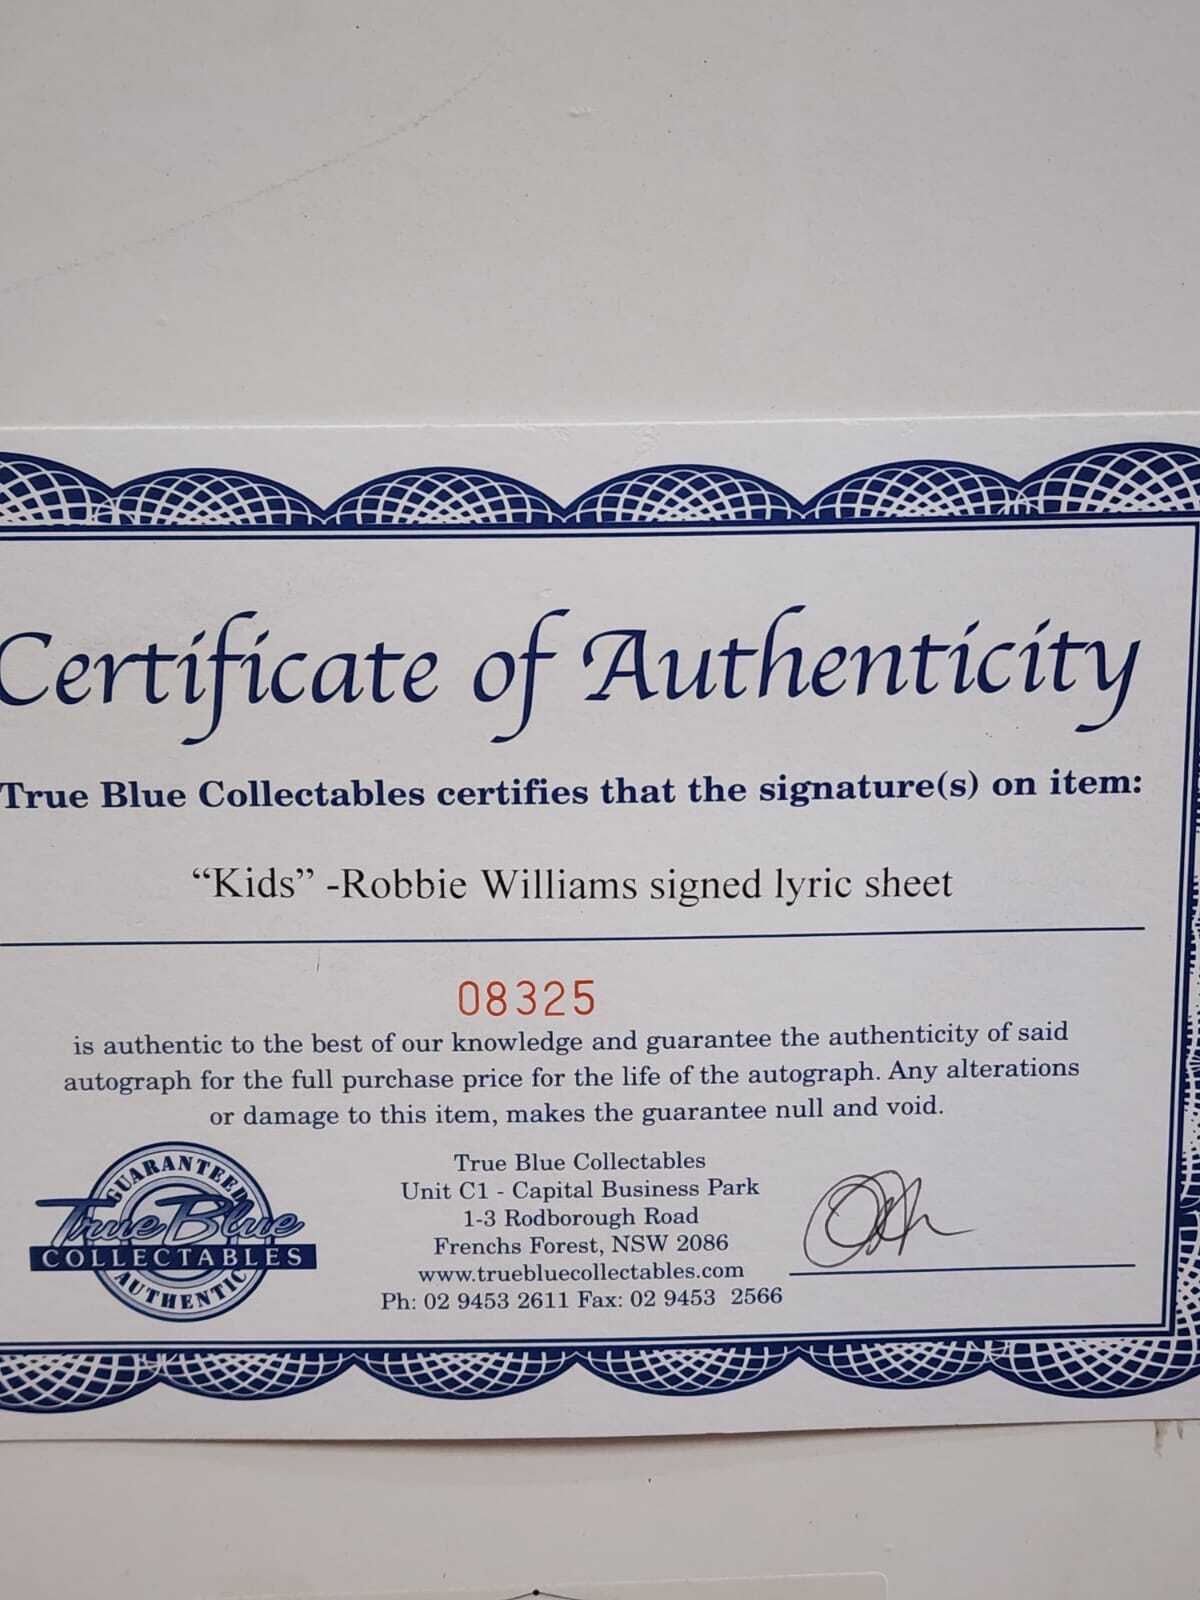 Certificate of Authenticity
True Blue Collectables certifies that the signature(s) on item:
“Kids” -Robbie Williams signed lyric sheet
08325
is authentic to the best of our knowledge and guarantee the authenticity of said
autograph for the full purchase price for the life of the autograph. Any alterations
or damage to this item, makes the guarantee null and void.
GUARANTEED
True Blue
COLLECTABLES
AUTHENTIC
True Blue Collectables
Unit C1 - Capital Business Park
1-3 Rodborough Road
Frenchs Forest, NSW 2086
www.truebluecollectables.com
Ph: 02 9453 2611 Fax: 02 9453 2566